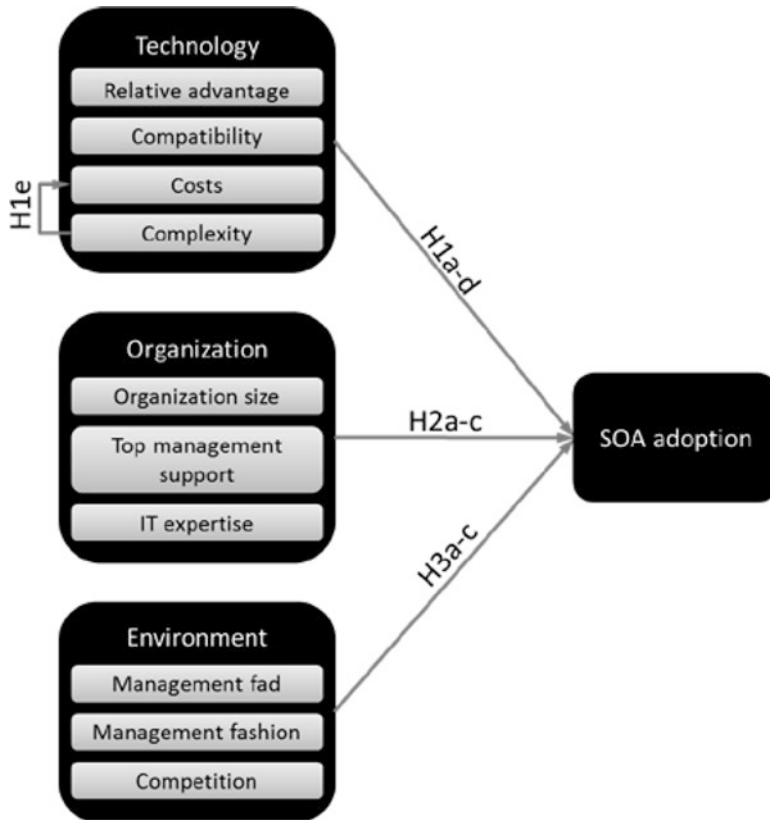 Technology
Relative advantage
Compatibility
Costs
Complexity
H1e
H1a-d
Organization
Organization size
Top management
support
IT expertise
H2a-c
SOA adoption
H3a-c
Environment
Management fad
Management fashion
Competition